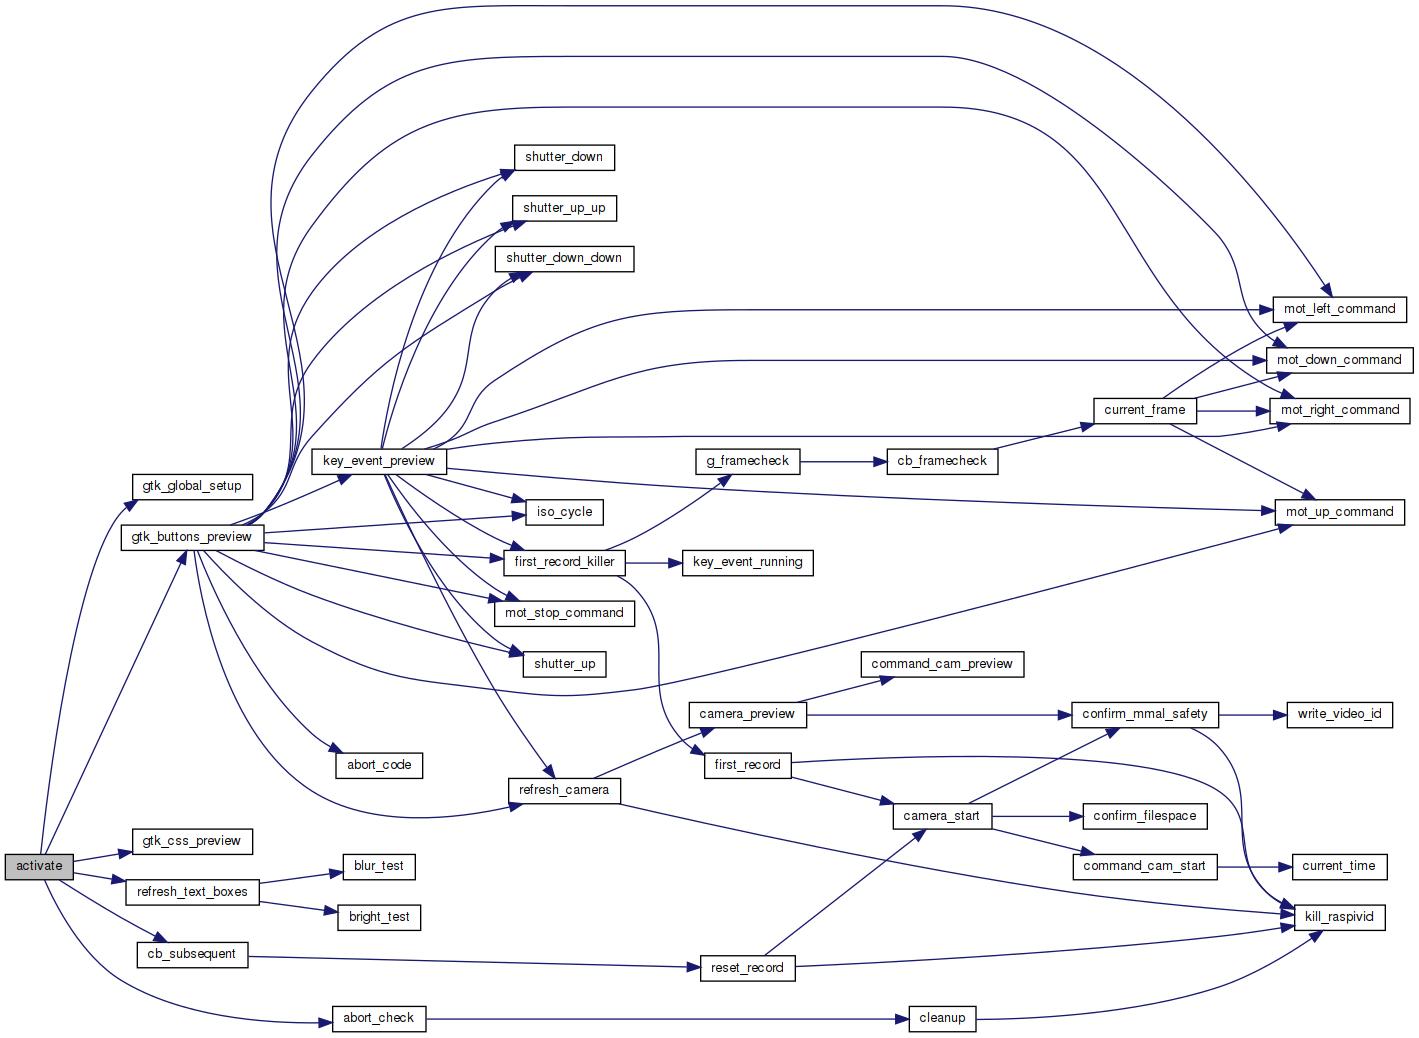 shutter_down
shutter_up_up
shutter_down_down
mot_left_command
mot_down_command
current_frame
mot_right_command
key_event_preview
g_framecheck
cb_framecheck
gtk_global_setup
iso_cycle
mot_up_command
gtk_buttons_preview
first_record_killer
key_event_running
mot_stop_command
shutter_up
command_cam_preview
camera_preview
confirm_mmal_safety
write_video_id
abort_code
first_record
refresh_camera
camera_start
confirm_filespace
gtk_css_preview
activate
blur_test
command_cam_start
current_time
refresh_text_boxes
bright_test
kill_raspivid
cb_subsequent
reset_record
abort_check
cleanup